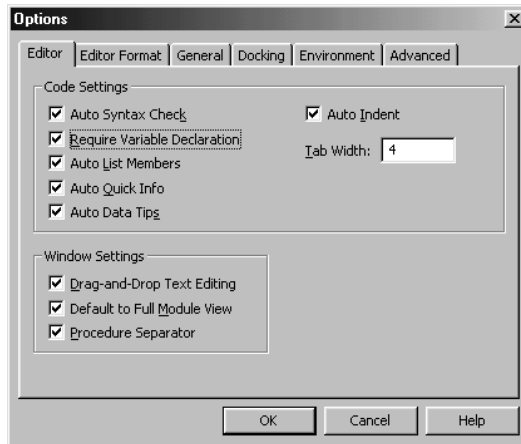 Options
Editor Editor Format General Docking Environment Advanced
Code Settings
Auto Syntax Check Auto Indent
Require Variable Declaration
Tab Width: 4
Auto List Members
Auto Quick Info
Auto Data Tips
Window Settings
Drag-and-Drop Text Editing
Default to Full Module View
Procedure Separator
OK Cancel Help